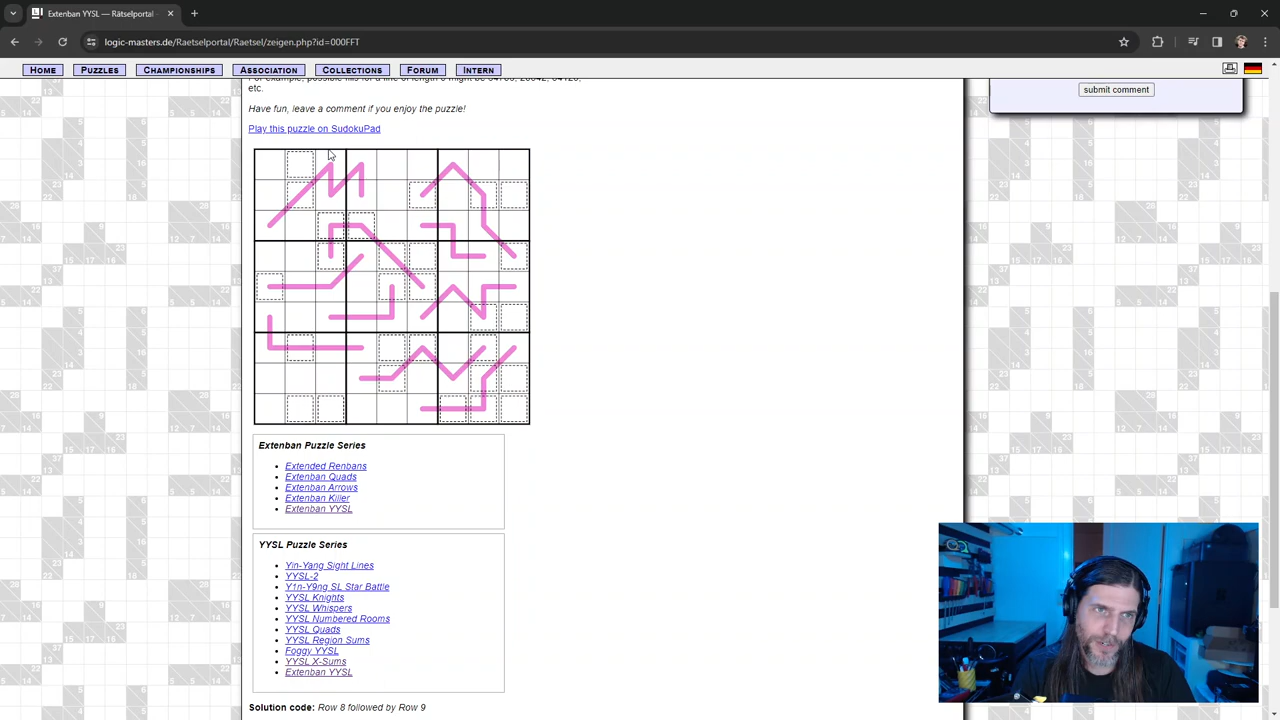 Extenban YYSL — Rätselportal -
logic-masters.de/Raetselportal/Raetsel/zeigen.php?id=000FFT
HOME PUZZLES CHAMPIONSHIPS ASSOCIATION COLLECTIONS FORUM INTERN
etc.
submit comment
Have fun, leave a comment if you enjoy the puzzle!
Play this puzzle on SudokuPad
Extenban Puzzle Series
Extended Renbans
Extenban Quads
Extenban Arrows
Extenban Killer
Extenban YYSL
YYSL Puzzle Series
Yin-Yang Sight Lines
YYSL-2
Y1n-Y9ng SL Star Battle
YYSL Knights
YYSL Whispers
YYSL Numbered Rooms
YYSL Quads
YYSL Region Sums
Foggy YYSL
YYSL X-Sums
Extenban YYSL
Solution code: Row 8 followed by Row 9